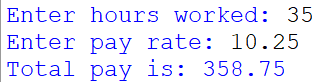 Enter hours worked: 35
Enter pay rate: 10.25
Total pay is: 358.75